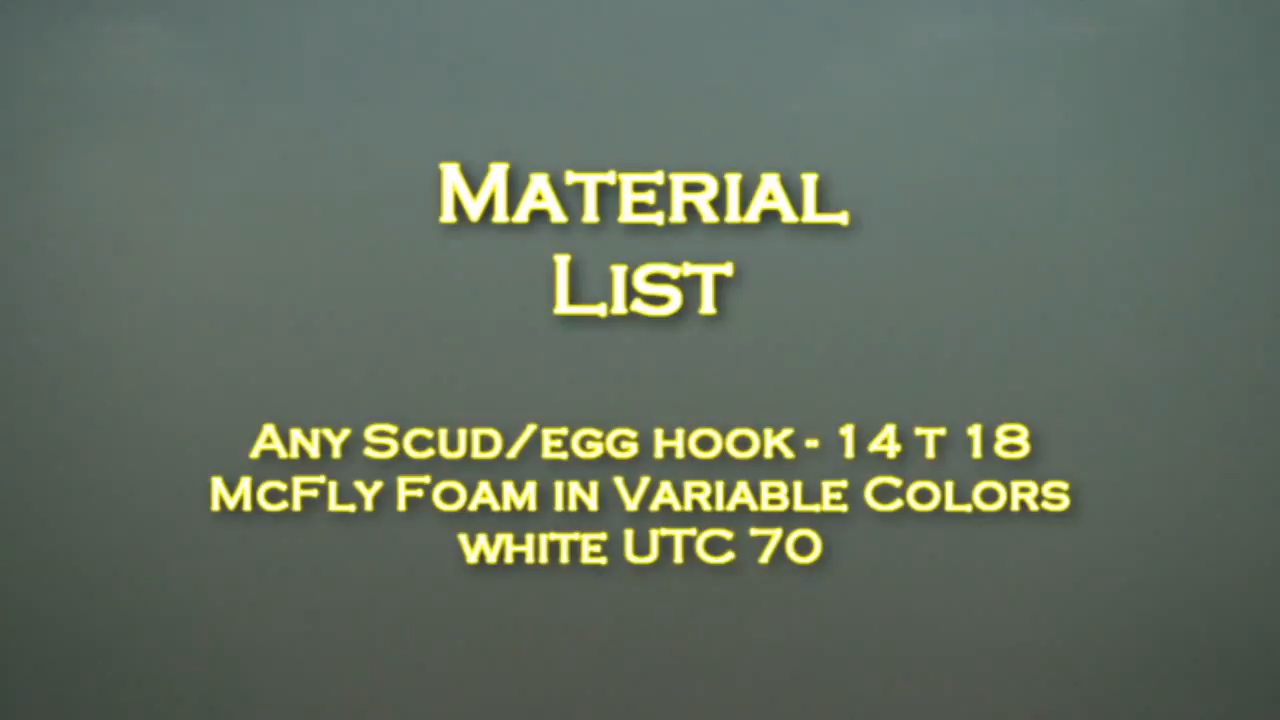 Material
List
Any Scud/egg hook - 14 t 18
McFly Foam in Variable Colors
white UTC 70